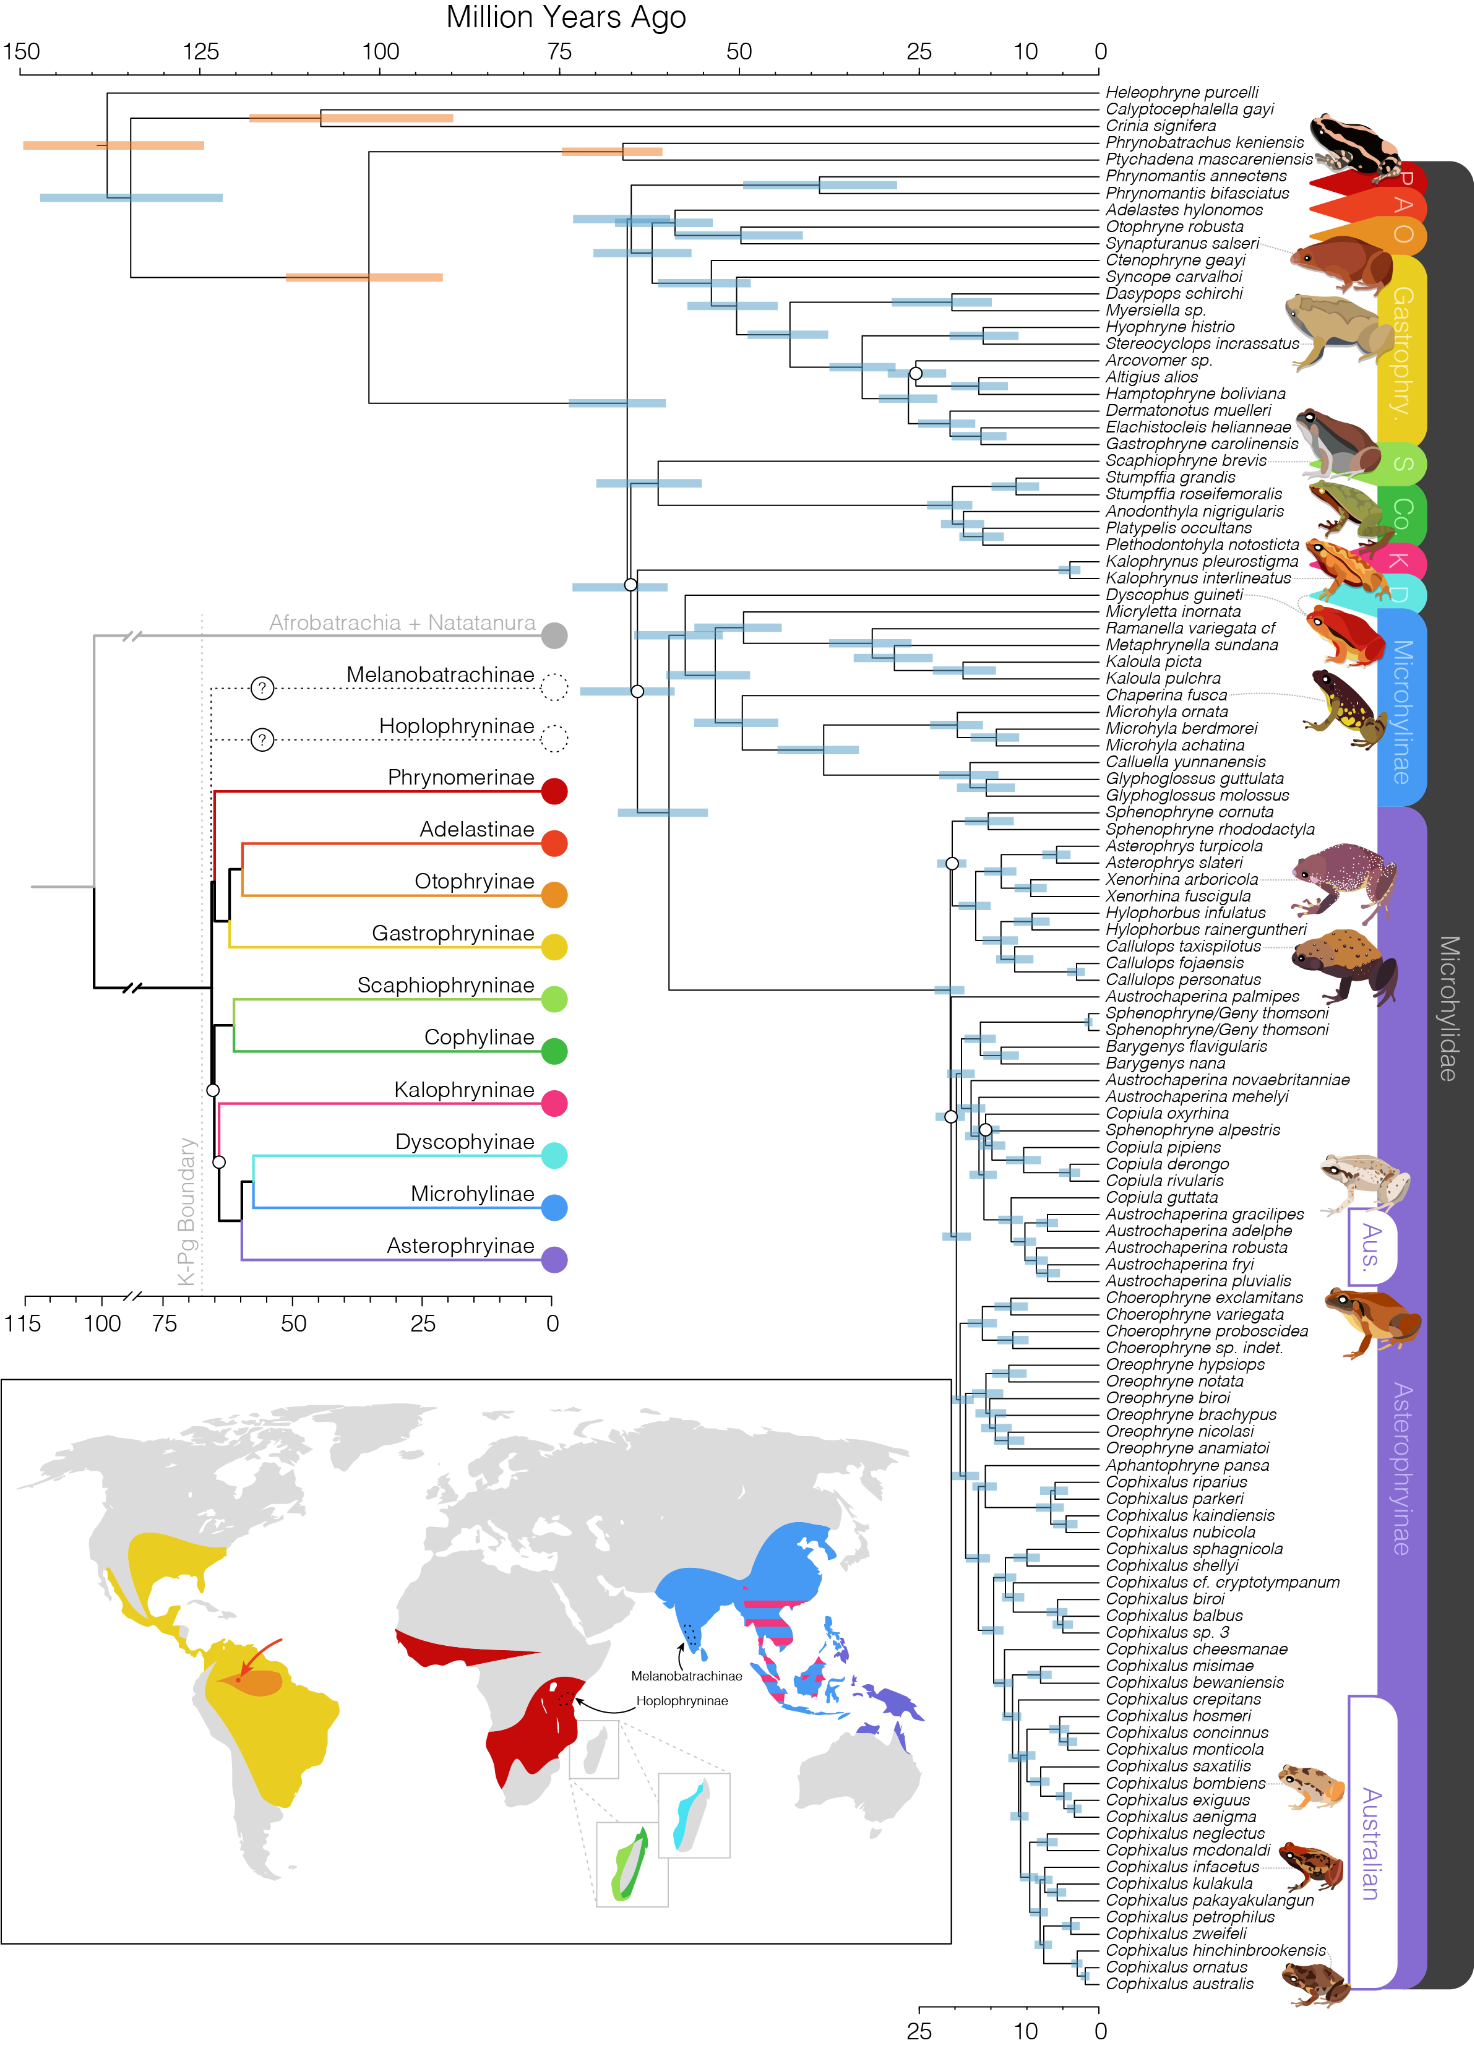 Million Years Ago
150 125 100 75 50 25 10 0
Heleophryne purcelli
Calyptocephalella gayi
Crinia signifera
Phrynobatrachus keniensis
Ptychadena mascareniensis
Phrynomantis annectens
Phrynomantis bifasciatus
Adelastes hylonomos
Otophryne robusta
Synapturanus salseri
Ctenophryne geayi
Syncope carvalhoi
Dasypops schirchi
Myersiella sp.
Hyophryne histrio
Stereocyclops incrassatus
Arcovomer sp.
Altigius alios
Hamptophryne boliviana
Dermatonotus muelleri
Elachistocleis helianneae
Gastrophryne carolinensis
Scaphiophryne brevis
Stumpffia grandis
Stumpffia roseifemoralis
Anodonthyla nigrigularis
Platypelis occultans
Plethodontohyla notosticta
Kalophrynus pleurostigma
Kalophrynus interlineatus
Dyscophus guineti
Micryletta inornata
Ramanella variegata cf
Metaphrynella sundana
Kaloula picta
Kaloula pulchra
Chaperina fusca
Microhyla ornata
Microhyla berdmorei
Microhyla achatina
Calluella yunnanensis
Glyphoglossus guttulata
Glyphoglossus molossus
Sphenophryne cornuta
Sphenophryne rhododactyla
Asterophrys turpicola
Asterophrys slateri
Xenorhina arboricola
Xenorhina fuscigula
Hylophorbus infulatus
Hylophorbus rainerguntheri
Callulops taxispilotus
Callulops fojaensis
Callulops personatus
Austrochaperina palmipes
Sphenophryne/Geny thomsoni
Sphenophryne/Geny thomsoni
Barygenys flavigularis
Barygenys nana
Austrochaperina novaebritanniae
Austrochaperina mehelyi
Copiula oxyrhina
Sphenophryne alpestris
Copiula pipiens
Copiula derongo
Copiula rivularis
Copiula guttata
Austrochaperina gracilipes
Austrochaperina adelphe
Austrochaperina robusta
Austrochaperina fryi
Austrochaperina pluvialis
Choerophryne exclamitans
Choerophryne variegata
Choerophryne proboscidea
Choerophryne sp. indet.
Oreophryne hypsiops
Oreophryne notata
Oreophryne biroi
Oreophryne brachypus
Oreophryne nicolasi
Oreophryne anamiatoi
Aphantophryne pansa
Cophixalus riparius
Cophixalus parkeri
Cophixalus kaindiensis
Cophixalus nubicola
Cophixalus sphagnicola
Cophixalus shellyi
Cophixalus cf. cryptotympanum
Cophixalus biroi
Cophixalus balbus
Cophixalus sp. 3
Cophixalus cheesmanae
Cophixalus misimae
Cophixalus bewaniensis
Cophixalus crepitans
Cophixalus hosmeri
Cophixalus concinnus
Cophixalus monticola
Cophixalus saxatilis
Cophixalus bombiens
Cophixalus exiguus
Cophixalus aenigma
Cophixalus neglectus
Cophixalus mcdonaldi
Cophixalus infacetus
Cophixalus kulakula
Cophixalus pakayakulangun
Cophixalus petrophilus
Cophixalus zweifeli
Cophixalus hinchinbrookensis
Cophixalus ornatus
Cophixalus australis
25 10 0
P
A
O
Gastrophry.
S
Co
K
D
Microhylinae
Asterophryinae
Aus.
Australian
Microhylidae
Afrobatrachia + Natatanura
Melanobatrachinae
?
Hoplophryninae
?
Phrynomerinae
Adelastinae
Otophryinae
Gastrophryninae
Scaphiophryninae
Cophylinae
Kalophryninae
Dyscophyinae
Microhylinae
Asterophryinae
K-Pg Boundary
115 100 75 50 25 0
Melanobatrachinae
Hoplophryninae